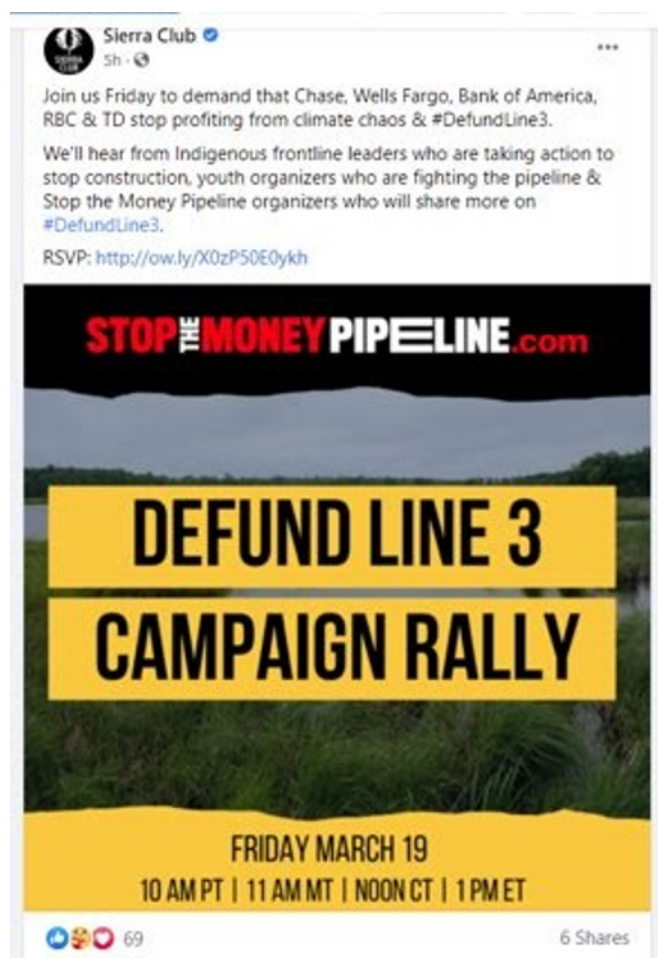 Sierra Club
5h
Join us Friday to demand that Chase, Wells Fargo, Bank of America,
RBC & TD stop profiting from climate chaos & #DefundLine3.
We'll hear from Indigenous frontline leaders who are taking action to
stop construction, youth organizers who are fighting the pipeline &
Stop the Money Pipeline organizers who will share more on
#DefundLine3.
RSVP: http://ow.ly/X0zP50E0ykh
STOP THE MONEY PIPELINE.com
DEFUND LINE 3
CAMPAIGN RALLY
FRIDAY MARCH 19
10 AM PT | 11 AM MT | NOON CT | 1 PM ET
69
6 Shares